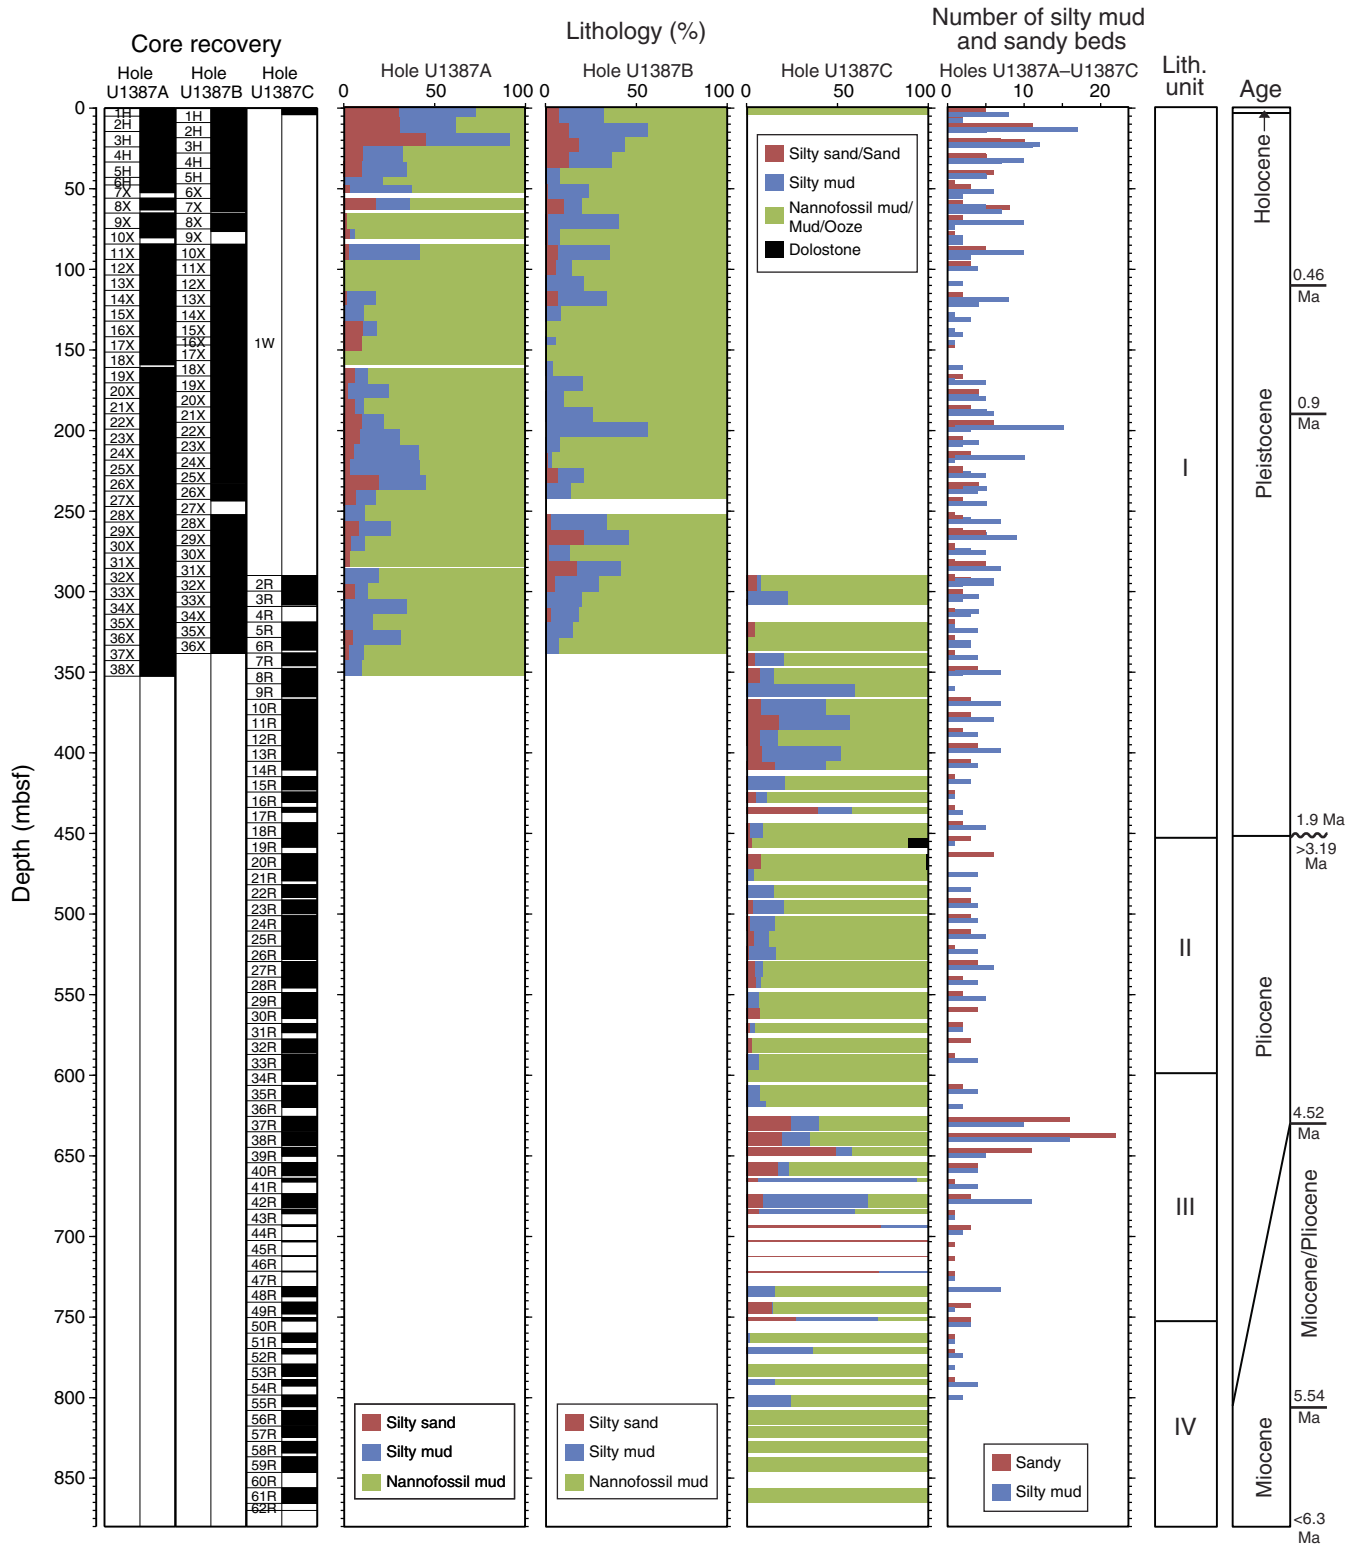 Core recovery
Hole
U1387A
Hole
U1387B
Hole
U1387C
Lithology (%)
Hole U1387A
0 50 100
Hole U1387B
0 50 100
Hole U1387C
0 50 100
Number of silty mud
and sandy beds
Holes U1387A–U1387C
0 10 20
Lith.
unit
Age
Depth (mbsf)
0
50
100
150
200
250
300
350
400
450
500
550
600
650
700
750
800
850
1H
2H
3H
4H
5H
6H
7X
8X
9X
10X
11X
12X
13X
14X
15X
16X
17X
18X
19X
20X
21X
22X
23X
24X
25X
26X
27X
28X
29X
30X
31X
32X
33X
34X
35X
36X
37X
38X
1H
2H
3H
4H
5H
6X
7X
8X
9X
10X
11X
12X
13X
14X
15X
16X
17X
18X
19X
20X
21X
22X
23X
24X
25X
26X
27X
28X
29X
30X
31X
32X
33X
34X
35X
36X
1W
2R
3R
4R
5R
6R
7R
8R
9R
10R
11R
12R
13R
14R
15R
16R
17R
18R
19R
20R
21R
22R
23R
24R
25R
26R
27R
28R
29R
30R
31R
32R
33R
34R
35R
36R
37R
38R
39R
40R
41R
42R
43R
44R
45R
46R
47R
48R
49R
50R
51R
52R
53R
54R
55R
56R
57R
58R
59R
60R
61R
62R
Silty sand
Silty mud
Nannofossil mud
Silty sand
Silty mud
Nannofossil mud
Silty sand/Sand
Silty mud
Nannofossil mud/
Mud/Ooze
Dolostone
Sandy
Silty mud
I
II
III
IV
Holocene
Pleistocene
Pliocene
Miocene
Miocene/Pliocene
0.46
Ma
0.9
Ma
1.9 Ma
>3.19
Ma
4.52
Ma
5.54
Ma
<6.3
Ma